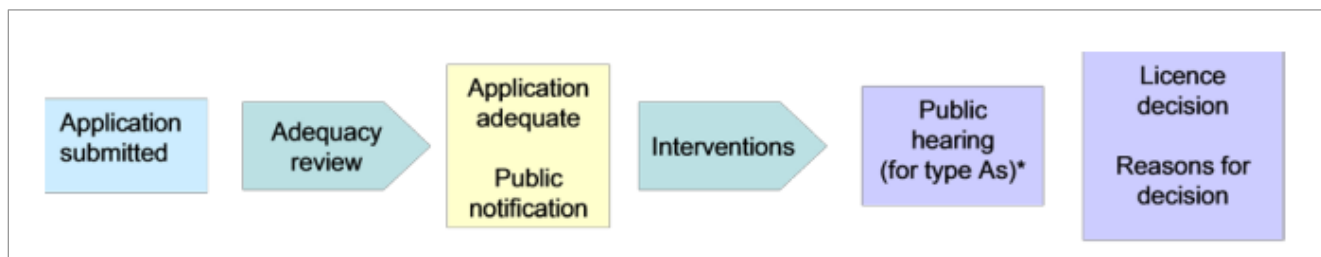 Application
submitted
Adequacy
review
Application
adequate
Public
notification
Interventions
Public
hearing
(for type As)*
Licence
decision
Reasons for
decision